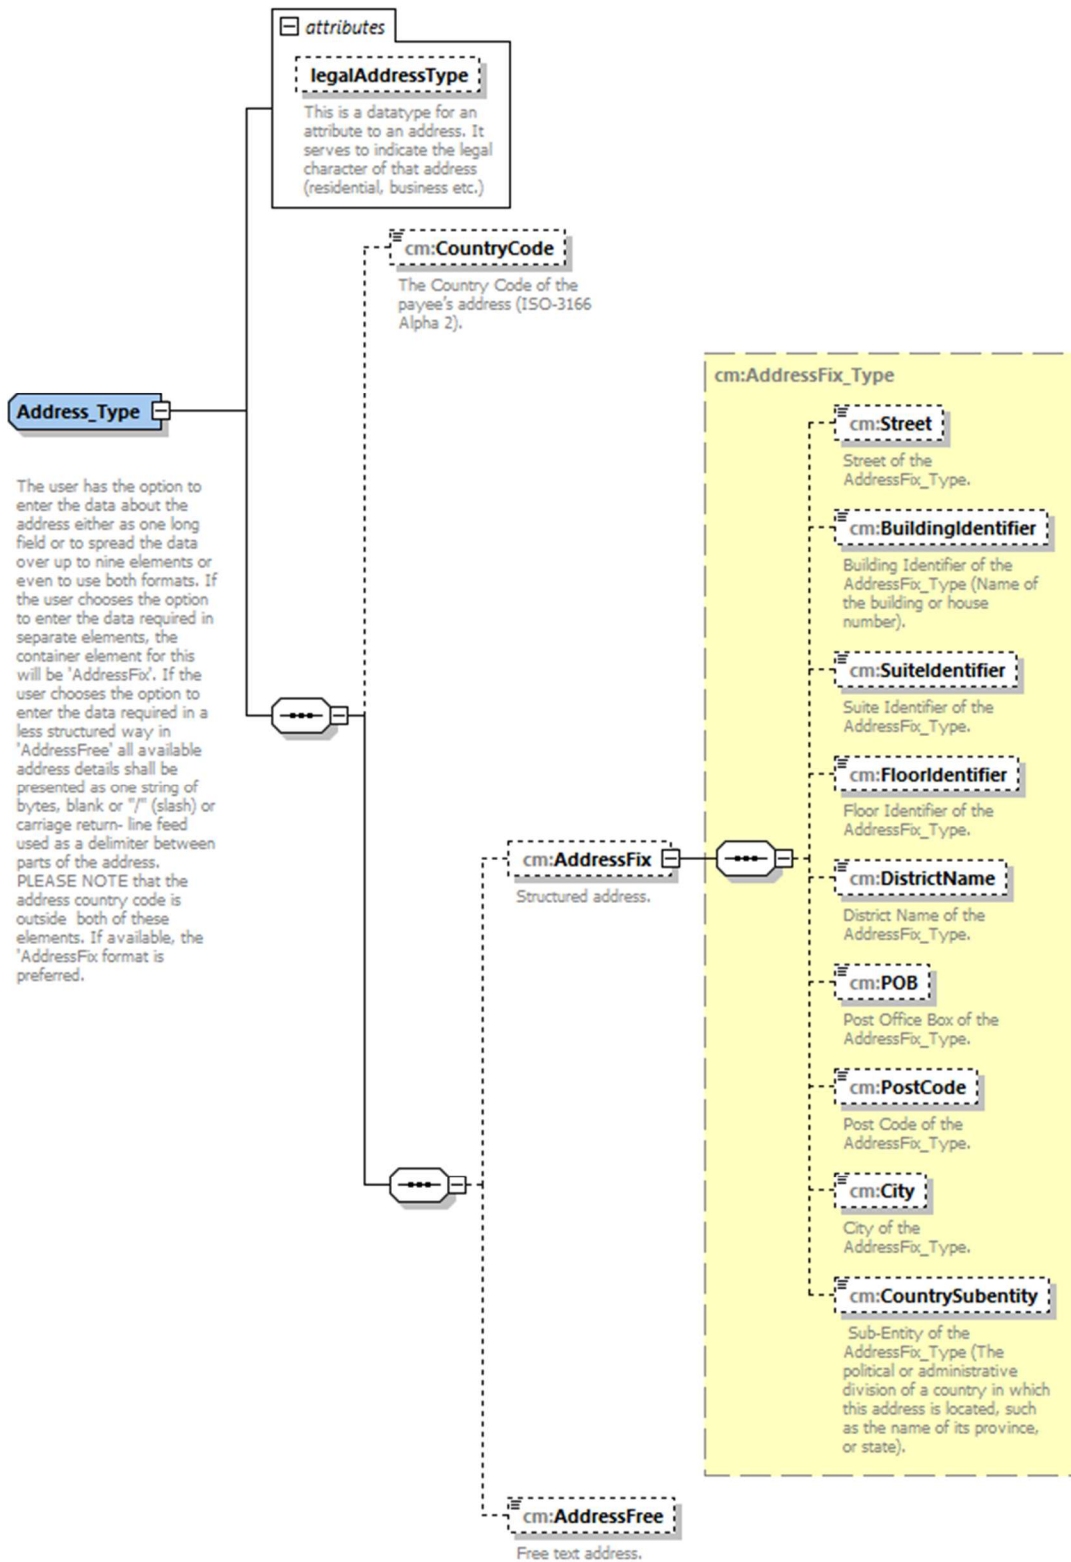 attributes
legalAddressType
This is a datatype for an
attribute to an address. It
serves to indicate the legal
character of that address
(residential, business etc.)
cm:CountryCode
The Country Code of the
payee's address (ISO-3166
Alpha 2).
Address_Type
The user has the option to
enter the data about the
address either as one long
field or to spread the data
over up to nine elements or
even to use both formats. If
the user chooses the option
to enter the data required in
separate elements, the
container element for this
will be 'AddressFix'. If the
user chooses the option to
enter the data required in a
less structured way in
'AddressFree' all available
address details shall be
presented as one string of
bytes, blank or "/" (slash) or
carriage return- line feed
used as a delimiter between
parts of the address.
PLEASE NOTE that the
address country code is
outside  both of these
elements. If available, the
'AddressFix format is
preferred.
cm:AddressFix
Structured address.
cm:AddressFix_Type
cm:Street
Street of the
AddressFix_Type.
cm:BuildingIdentifier
Building Identifier of the
AddressFix_Type (Name of
the building or house
number).
cm:SuiteIdentifier
Suite Identifier of the
AddressFix_Type.
cm:FloorIdentifier
Floor Identifier of the
AddressFix_Type.
cm:DistrictName
District Name of the
AddressFix_Type.
cm:POB
Post Office Box of the
AddressFix_Type.
cm:PostCode
Post Code of the
AddressFix_Type.
cm:City
City of the
AddressFix_Type.
cm:CountrySubentity
Sub-Entity of the
AddressFix_Type (The
political or administrative
division of a country in which
this address is located, such
as the name of its province,
or state).
cm:AddressFree
Free text address.